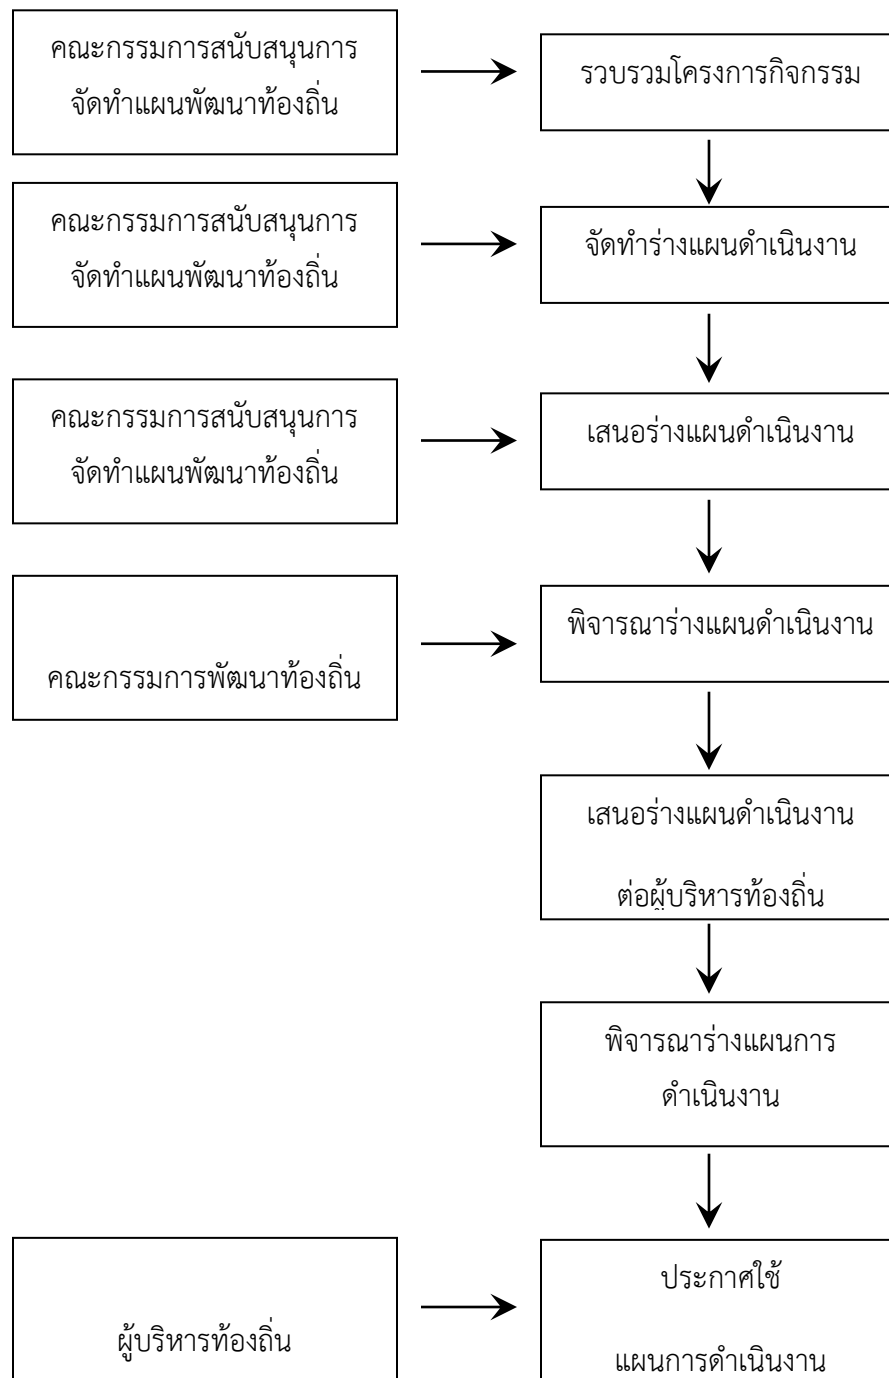 คณะกรรมการสนับสนุนการ
จัดทำแผนพัฒนาท้องถิ่น
รวบรวมโครงการกิจกรรม
คณะกรรมการสนับสนุนการ
จัดทำแผนพัฒนาท้องถิ่น
จัดทำร่างแผนดำเนินงาน
คณะกรรมการสนับสนุนการ
จัดทำแผนพัฒนาท้องถิ่น
เสนอร่างแผนดำเนินงาน
คณะกรรมการพัฒนาท้องถิ่น
พิจารณาร่างแผนดำเนินงาน
เสนอร่างแผนดำเนินงาน
ต่อผู้บริหารท้องถิ่น
พิจารณาร่างแผนการ
ดำเนินงาน
ผู้บริหารท้องถิ่น
ประกาศใช้
แผนการดำเนินงาน